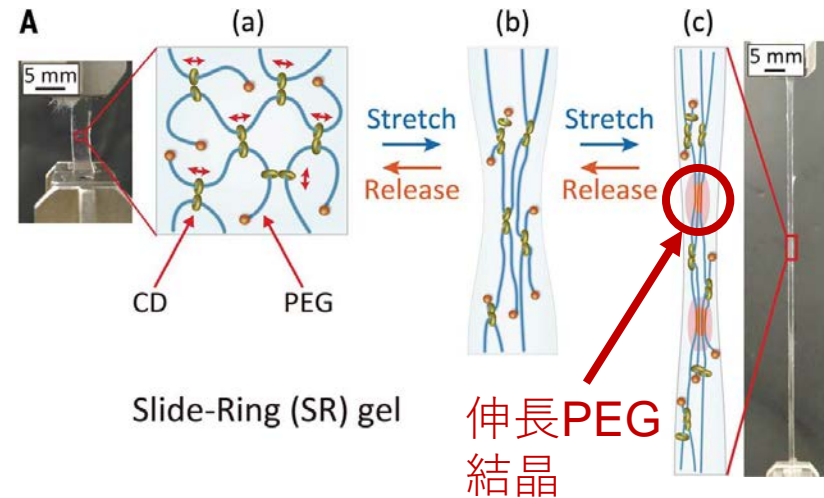 A
(a)
(b)
(c)
5 mm
5 mm
Stretch
Release
Stretch
Release
CD
PEG
Slide-Ring (SR) gel
伸長PEG
結晶